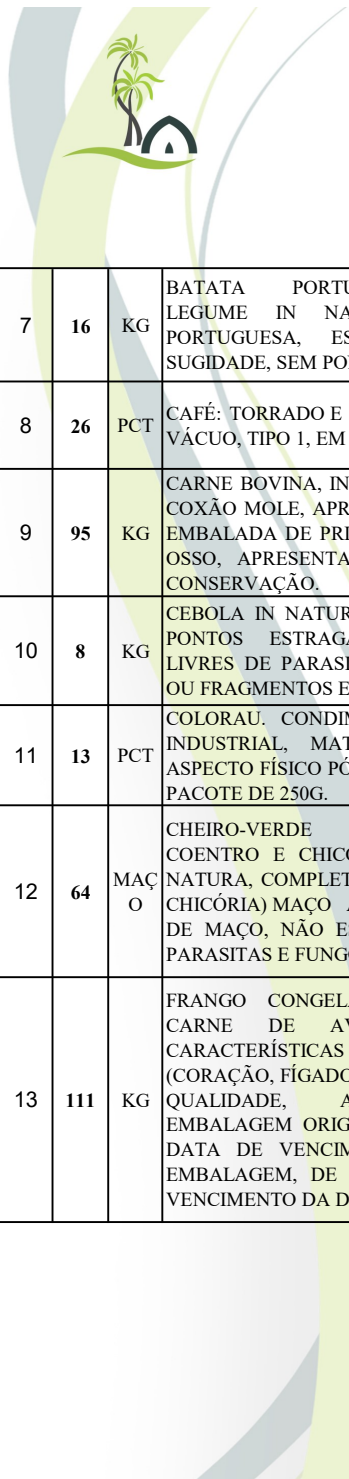 7 16 KG
BATATA PORTU
LEGUME IN NA
PORTUGUESA, ES
SUGIDADE, SEM PO
8 26 PCT
CAFÉ: TORRADO E
VÁCUO, TIPO 1, EM
9 95 KG
CARNE BOVINA, IN
COXÃO MOLE, APR
EMBALADA DE PRI
OSSO, APRESENTA
CONSERVAÇÃO.
10 8 KG
CEBOLA IN NATUR
PONTOS ESTRAGA
LIVRES DE PARASI
OU FRAGMENTOS E
11 13 PCT
COLORAU. CONDIM
INDUSTRIAL, MAT
ASPECTO FÍSICO PÓ
PACOTE DE 250G.
12 64 MAÇ
O
CHEIRO-VERDE
COENTRO E CHICO
NATURA, COMPLET
CHICÓRIA) MAÇO
DE MAÇO, NÃO E
PARASITAS E FUNG
13 111 KG
FRANGO CONGELA
CARNE DE AV
CARACTERÍSTICAS
(CORAÇÃO, FÍGADO
QUALIDADE, A
EMBALAGEM ORIG
DATA DE VENCIM
EMBALAGEM, DE
VENCIMENTO DA D